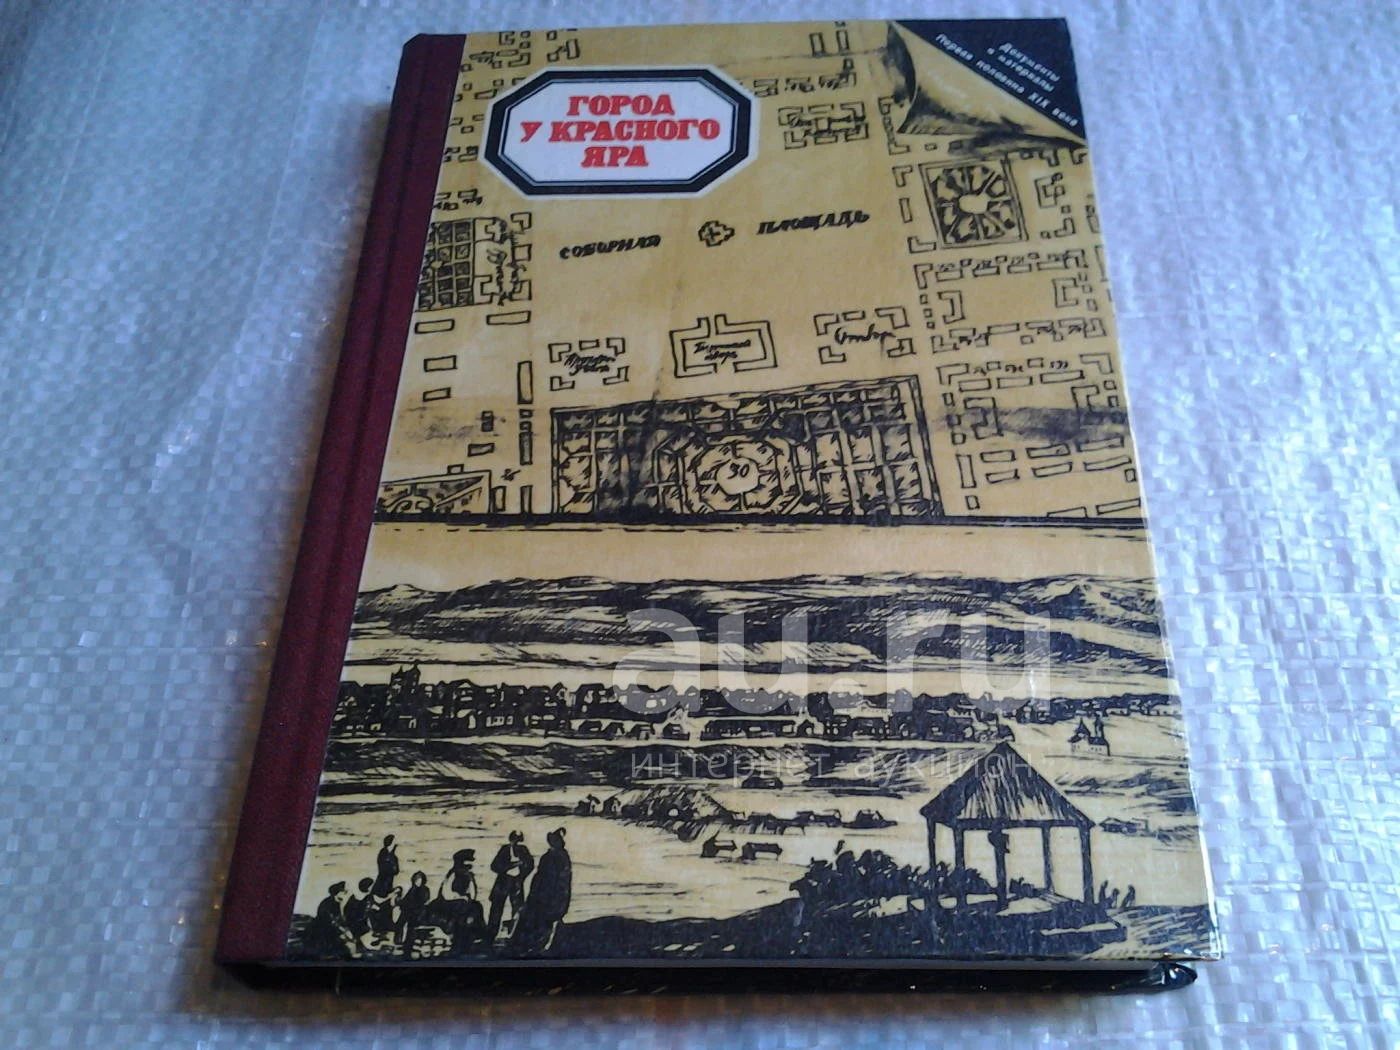 ГОРОД
У КРАСНОГО
ЯРА
Документы
и материалы
Первая половина XIX века
СОБОРНАЯ ПЛОЩАДЬ
30
au.ru
интернет аукцион